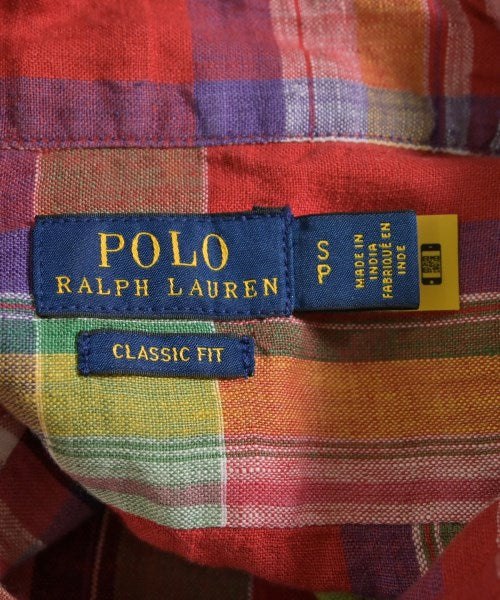 POLO
RALPH LAUREN
S
P
MADE IN
INDIA
FABRIQUÉ EN
INDE
CLASSIC FIT